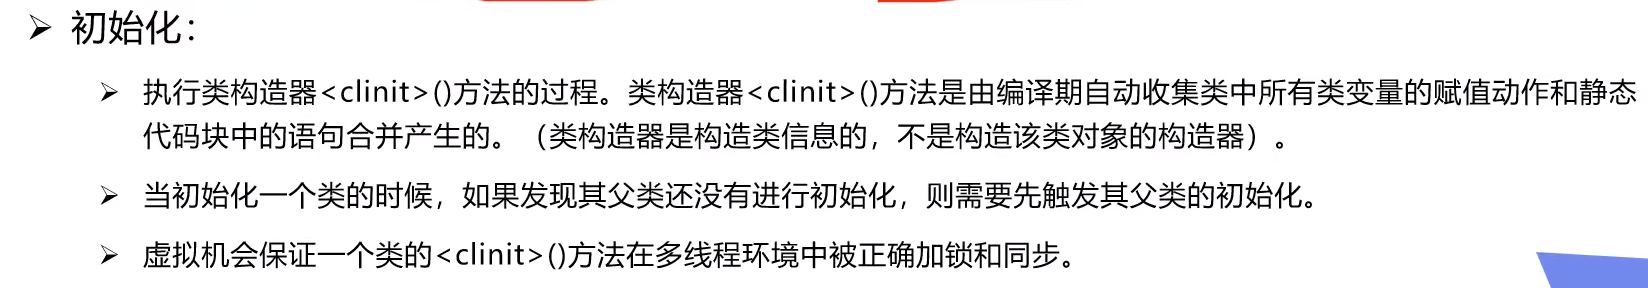 初始化：
执行类构造器<clinit>()方法的过程。类构造器<clinit>()方法是由编译期自动收集类中所有类变量的赋值动作和静态
代码块中的语句合并产生的。（类构造器是构造类信息的，不是构造该类对象的构造器）。
当初始化一个类的时候，如果发现其父类还没有进行初始化，则需要先触发其父类的初始化。
虚拟机会保证一个类的<clinit>()方法在多线程环境中被正确加锁和同步。